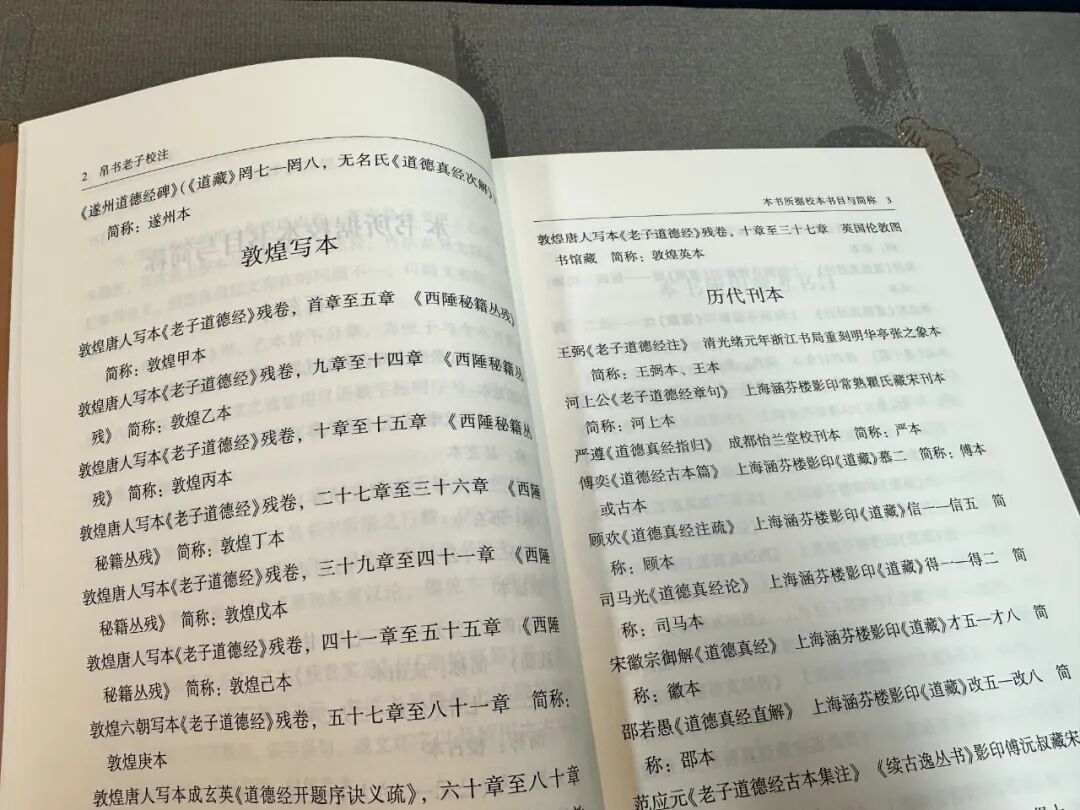 2 帛书老子校注
《遂州道德经碑》(《道藏》罔七—罔八，无名氏《道德真经次解》)
简称：遂州本
敦煌写本
敦煌唐人写本《老子道德经》残卷，首章至五章 《西陲秘籍丛残》
简称：敦煌甲本
敦煌唐人写本《老子道德经》残卷，九章至十四章 《西陲秘籍丛
残》 简称：敦煌乙本
敦煌唐人写本《老子道德经》残卷，十章至十五章 《西陲秘籍丛
残》 简称：敦煌丙本
敦煌唐人写本《老子道德经》残卷，二十七章至三十六章 《西陲
秘籍丛残》 简称：敦煌丁本
敦煌唐人写本《老子道德经》残卷，三十九章至四十一章 《西陲
秘籍丛残》 简称：敦煌戊本
敦煌唐人写本《老子道德经》残卷，四十一章至五十五章 《西陲
秘籍丛残》 简称：敦煌己本
敦煌六朝写本《老子道德经》残卷，五十七章至八十一章 简称：
敦煌庚本
敦煌唐人写本成玄英《道德经开题序诀义疏》，六十章至八十章
本书所据校本书目与简称 3
敦煌唐人写本《老子道德经》残卷，十章至三十七章 英国伦敦图
书馆藏 简称：敦煌英本
历代刊本
王弼《老子道德经注》 清光绪元年浙江书局重刻明华亭张之象本
简称：王弼本、王本
河上公《老子道德经章句》 上海涵芬楼影印常熟瞿氏藏宋刊本
简称：河上本
严遵《道德真经指归》 成都怡兰堂校刊本 简称：严本
傅奕《道德经古本篇》 上海涵芬楼影印《道藏》慕二 简称：傅本
或古本
顾欢《道德真经注疏》 上海涵芬楼影印《道藏》信一—信五 简
称：顾本
司马光《道德真经论》 上海涵芬楼影印《道藏》得一—得二 简
称：司马本
宋徽宗御解《道德真经》 上海涵芬楼影印《道藏》才五—才八 简
称：徽本
邵若愚《道德真经直解》 上海涵芬楼影印《道藏》改五—改八 简
称：邵本
范应元《老子道德经古本集注》 《续古逸丛书》影印傅沅叔藏宋